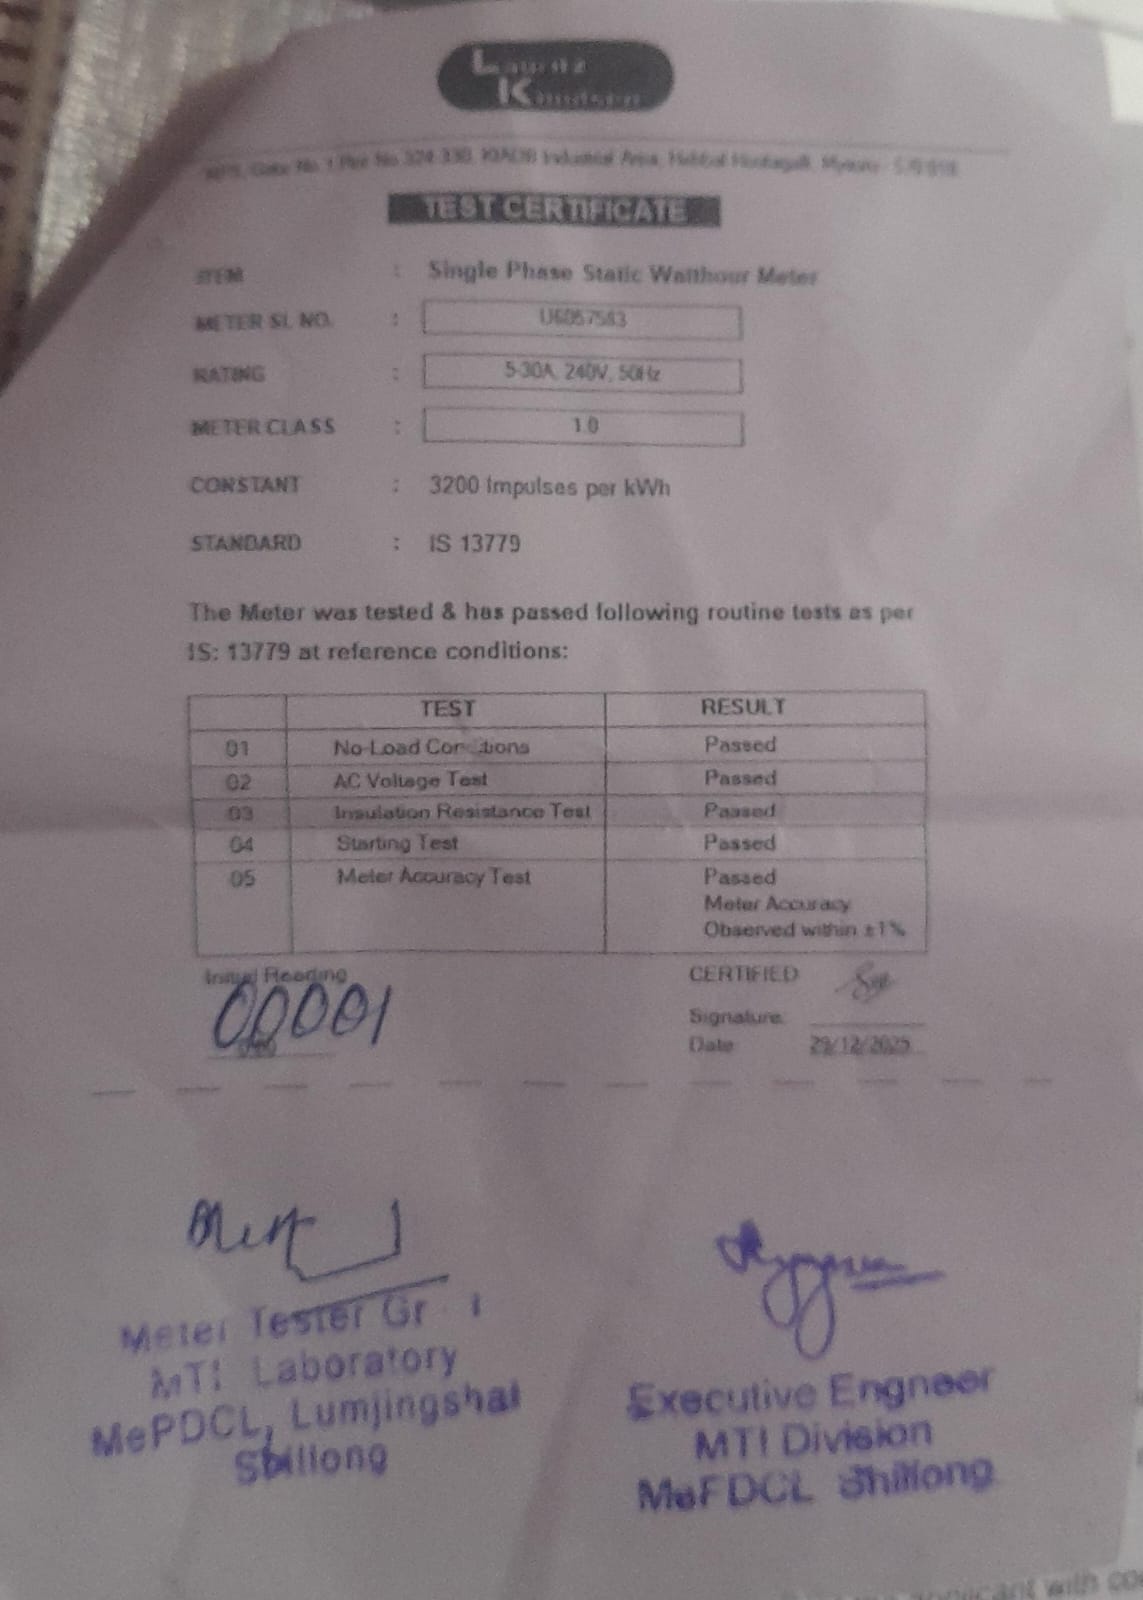 Lauritz
Knudsen
TEST CERTIFICATE
ITEM : Single Phase Static Watthour Meter
METER SL NO. : U6057583
RATING : 5-30A, 240V, 50Hz
METER CLASS : 1.0
CONSTANT : 3200 Impulses per kWh
STANDARD : IS 13779
The Meter was tested & has passed following routine tests as per
IS: 13779 at reference conditions:
TEST RESULT
01 No-Load Conditions Passed
02 AC Voltage Test Passed
03 Insulation Resistance Test Passed
04 Starting Test Passed
05 Meter Accuracy Test Passed
Meter Accuracy
Observed within ±1%
Initial Reading
00001
CERTIFIED
Signature
Date 29/12/2025
Meter Tester Gr I
MTI Laboratory
MePDCL, Lumjingshai
Shillong
Executive Engneer
MTI Division
MePDCL Shillong
applicant with